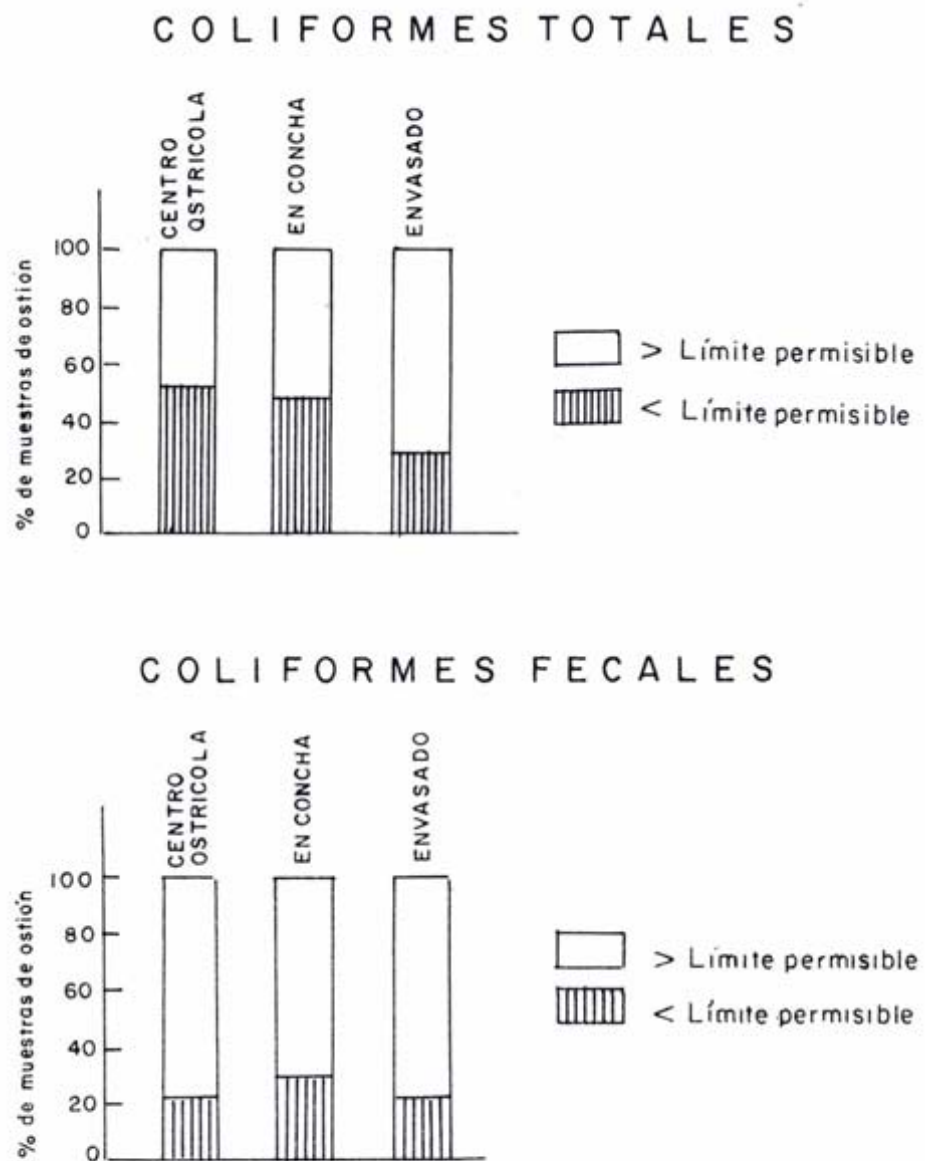 COLIFORMES TOTALES
CENTRO
QSTRICOLA
EN CONCHA
ENVASADO
% de muestras de ostión
100
80
60
40
20
0
> Límite permisible
< Límite permisible
COLIFORMES FECALES
CENTRO
OSTRICOLA
EN CONCHA
ENVASADO
% de muestras de ostión
100
80
60
40
20
0
> Límite permisible
< Límite permisible